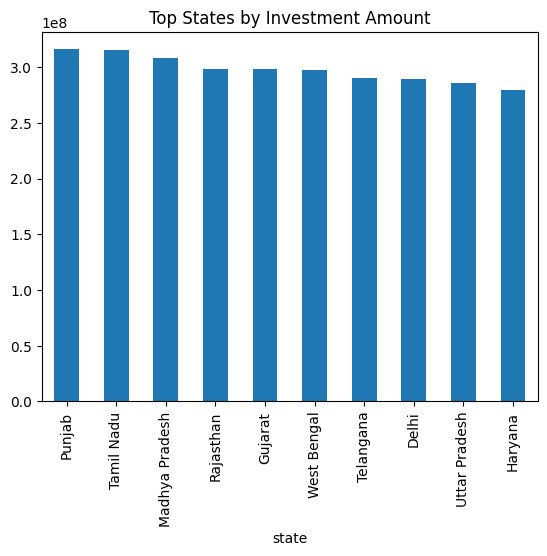 Top States by Investment Amount
1e8
3.0
2.5
2.0
1.5
1.0
0.5
0.0
Punjab
Tamil Nadu
Madhya Pradesh
Rajasthan
Gujarat
West Bengal
Telangana
Delhi
Uttar Pradesh
Haryana
state